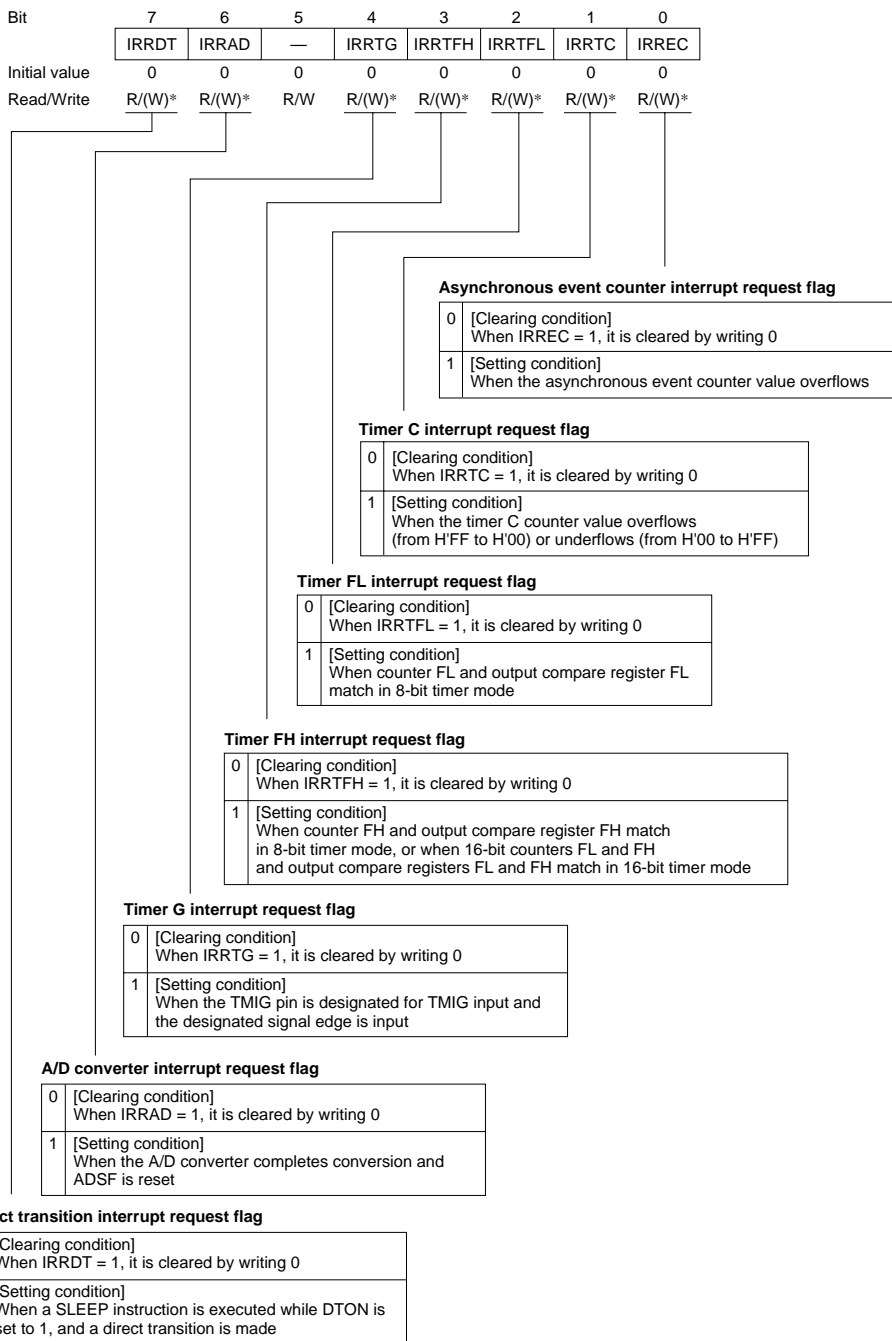 Bit 7 6 5 4 3 2 1 0
IRRDT IRRAD — IRRTG IRRTFH IRRTFL IRRTC IRREC
Initial value 0 0 0 0 0 0 0 0
Read/Write R/(W)* R/(W)* R/W R/(W)* R/(W)* R/(W)* R/(W)* R/(W)*
Asynchronous event counter interrupt request flag
0 [Clearing condition]
When IRREC = 1, it is cleared by writing 0
1 [Setting condition]
When the asynchronous event counter value overflows
Timer C interrupt request flag
0 [Clearing condition]
When IRRTC = 1, it is cleared by writing 0
1 [Setting condition]
When the timer C counter value overflows
(from H'FF to H'00) or underflows (from H'00 to H'FF)
Timer FL interrupt request flag
0 [Clearing condition]
When IRRTFL = 1, it is cleared by writing 0
1 [Setting condition]
When counter FL and output compare register FL
match in 8-bit timer mode
Timer FH interrupt request flag
0 [Clearing condition]
When IRRTFH = 1, it is cleared by writing 0
1 [Setting condition]
When counter FH and output compare register FH match
in 8-bit timer mode, or when 16-bit counters FL and FH
and output compare registers FL and FH match in 16-bit timer mode
Timer G interrupt request flag
0 [Clearing condition]
When IRRTG = 1, it is cleared by writing 0
1 [Setting condition]
When the TMIG pin is designated for TMIG input and
the designated signal edge is input
A/D converter interrupt request flag
0 [Clearing condition]
When IRRAD = 1, it is cleared by writing 0
1 [Setting condition]
When the A/D converter completes conversion and
ADSF is reset
ct transition interrupt request flag
Clearing condition]
When IRRDT = 1, it is cleared by writing 0
Setting condition]
When a SLEEP instruction is executed while DTON is
set to 1, and a direct transition is made